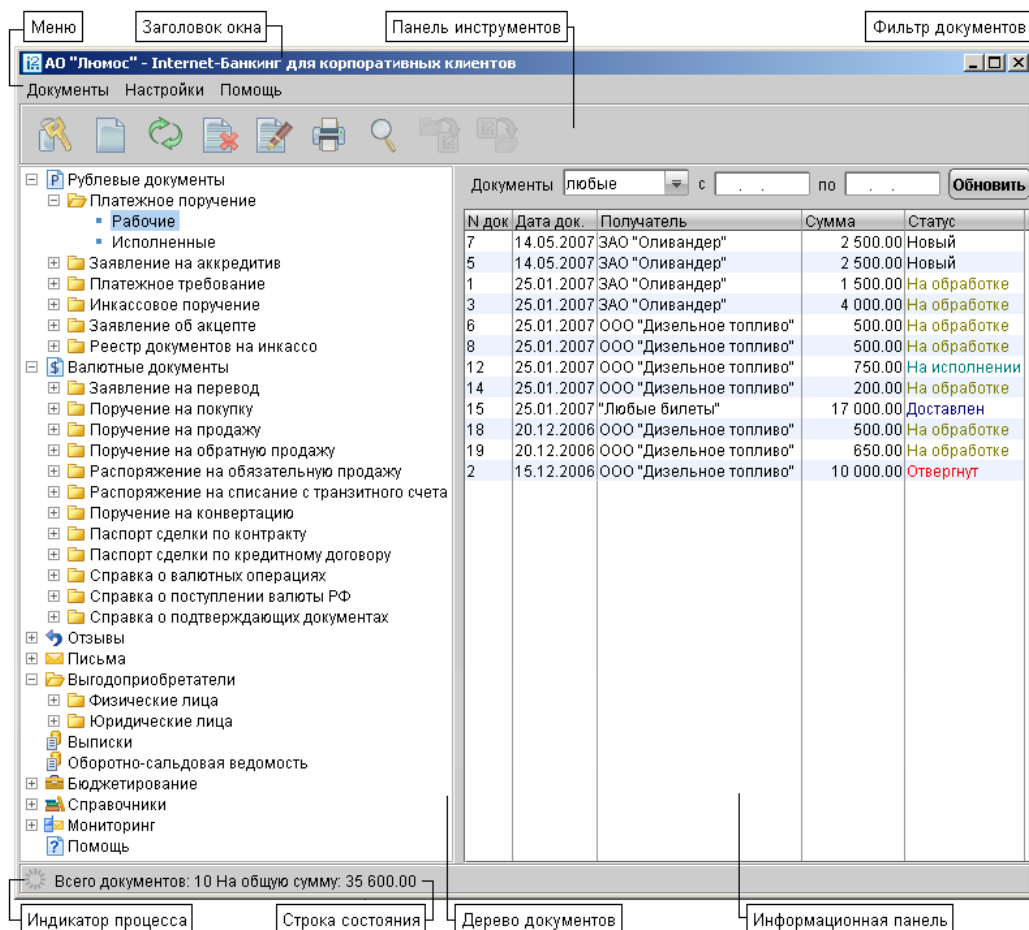 Меню
Заголовок окна
Панель инструментов
Фильтр документов
АО "Люмос" - Internet-Банкинг для корпоративных клиентов
Документы Настройки Помощь
Рублевые документы
Платежное поручение
Рабочие
Исполненные
Заявление на аккредитив
Платежное требование
Инкассовое поручение
Заявление об акцепте
Реестр документов на инкассо
Валютные документы
Заявление на перевод
Поручение на покупку
Поручение на продажу
Поручение на обратную продажу
Распоряжение на обязательную продажу
Распоряжение на списание с транзитного счета
Поручение на конвертацию
Паспорт сделки по контракту
Паспорт сделки по кредитному договору
Справка о валютных операциях
Справка о поступлении валюты РФ
Справка о подтверждающих документах
Отзывы
Письма
Выгодоприобретатели
Физические лица
Юридические лица
Выписки
Оборотно-сальдовая ведомость
Бюджетирование
Справочники
Мониторинг
Помощь
Документы любые с . . по . . Обновить
N док Дата док. Получатель Сумма Статус
7 14.05.2007 ЗАО "Оливандер" 2 500.00 Новый
5 14.05.2007 ЗАО "Оливандер" 2 500.00 Новый
1 25.01.2007 ЗАО "Оливандер" 1 500.00 На обработке
3 25.01.2007 ЗАО "Оливандер" 4 000.00 На обработке
6 25.01.2007 ООО "Дизельное топливо" 500.00 На обработке
8 25.01.2007 ООО "Дизельное топливо" 500.00 На обработке
12 25.01.2007 ООО "Дизельное топливо" 750.00 На исполнении
14 25.01.2007 ООО "Дизельное топливо" 200.00 На обработке
15 25.01.2007 "Любые билеты" 17 000.00 Доставлен
18 20.12.2006 ООО "Дизельное топливо" 500.00 На обработке
19 20.12.2006 ООО "Дизельное топливо" 650.00 На обработке
2 15.12.2006 ООО "Дизельное топливо" 10 000.00 Отвергнут
Всего документов: 10 На общую сумму: 35 600.00
Индикатор процесса
Строка состояния
Дерево документов
Информационная панель